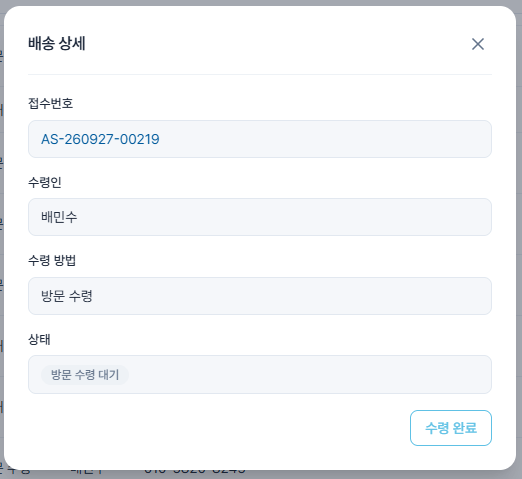 배송 상세
접수번호
AS-260927-00219
수령인
배민수
수령 방법
방문 수령
상태
방문 수령 대기
수령 완료